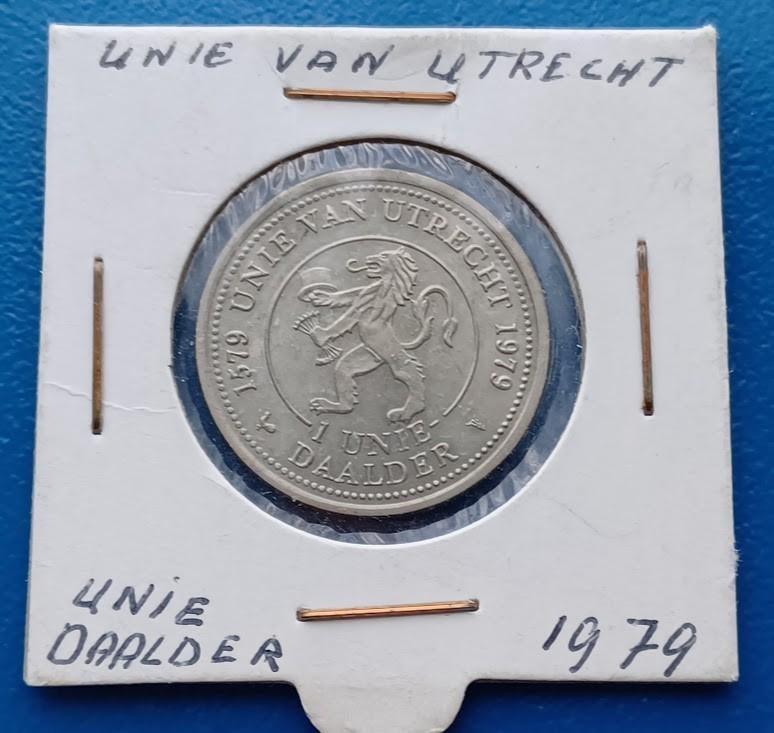 UNIE VAN UTRECHT
1579 UNIE VAN UTRECHT 1979
1 UNIE-
DAALDER
UNIE
DAALDER
1979